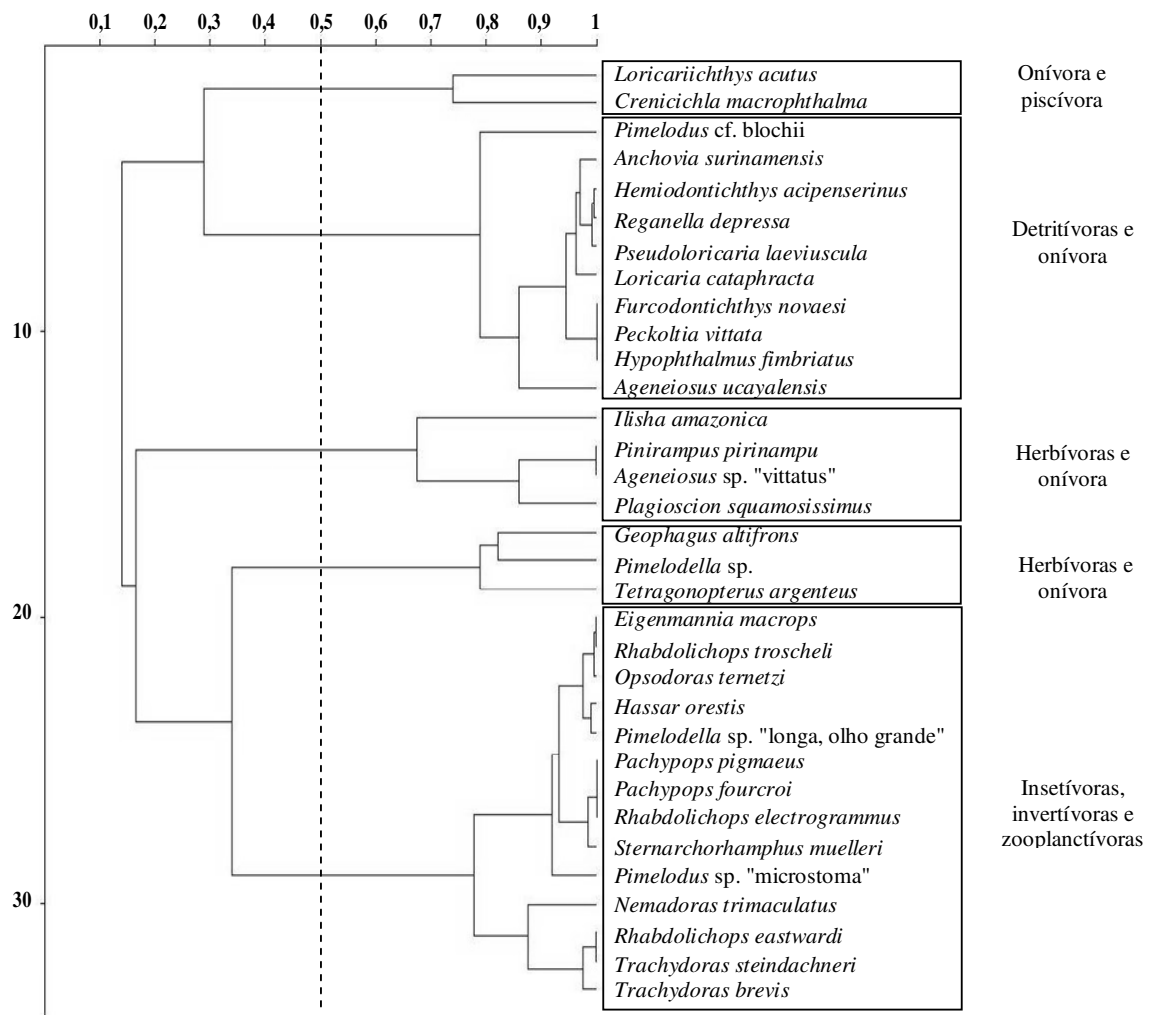 0,1 0,2 0,3 0,4 0,5 0,6 0,7 0,8 0,9 1
Loricariichthys acutus
Crenicichla macrophthalma
Onívora e
piscívora
Pimelodus cf. blochii
Anchovia surinamensis
Hemiodontichthys acipenserinus
Reganella depressa
Pseudoloricaria laeviuscula
Loricaria cataphracta
Furcodontichthys novaesi
Peckoltia vittata
Hypophthalmus fimbriatus
Ageneiosus ucayalensis
Detritívoras e
onívora
10
Ilisha amazonica
Pinirampus pirinampu
Ageneiosus sp. "vittatus"
Plagioscion squamosissimus
Herbívoras e
onívora
Geophagus altifrons
Pimelodella sp.
Tetragonopterus argenteus
Herbívoras e
onívora
20
Eigenmannia macrops
Rhabdolichops troscheli
Opsodoras ternetzi
Hassar orestis
Pimelodella sp. "longa, olho grande"
Pachypops pigmaeus
Pachypops fourcroi
Rhabdolichops electrogrammus
Sternarchorhamphus muelleri
Pimelodus sp. "microstoma"
Nemadoras trimaculatus
Rhabdolichops eastwardi
Trachydoras steindachneri
Trachydoras brevis
Insetívoras,
invertívoras e
zooplanctívoras
30